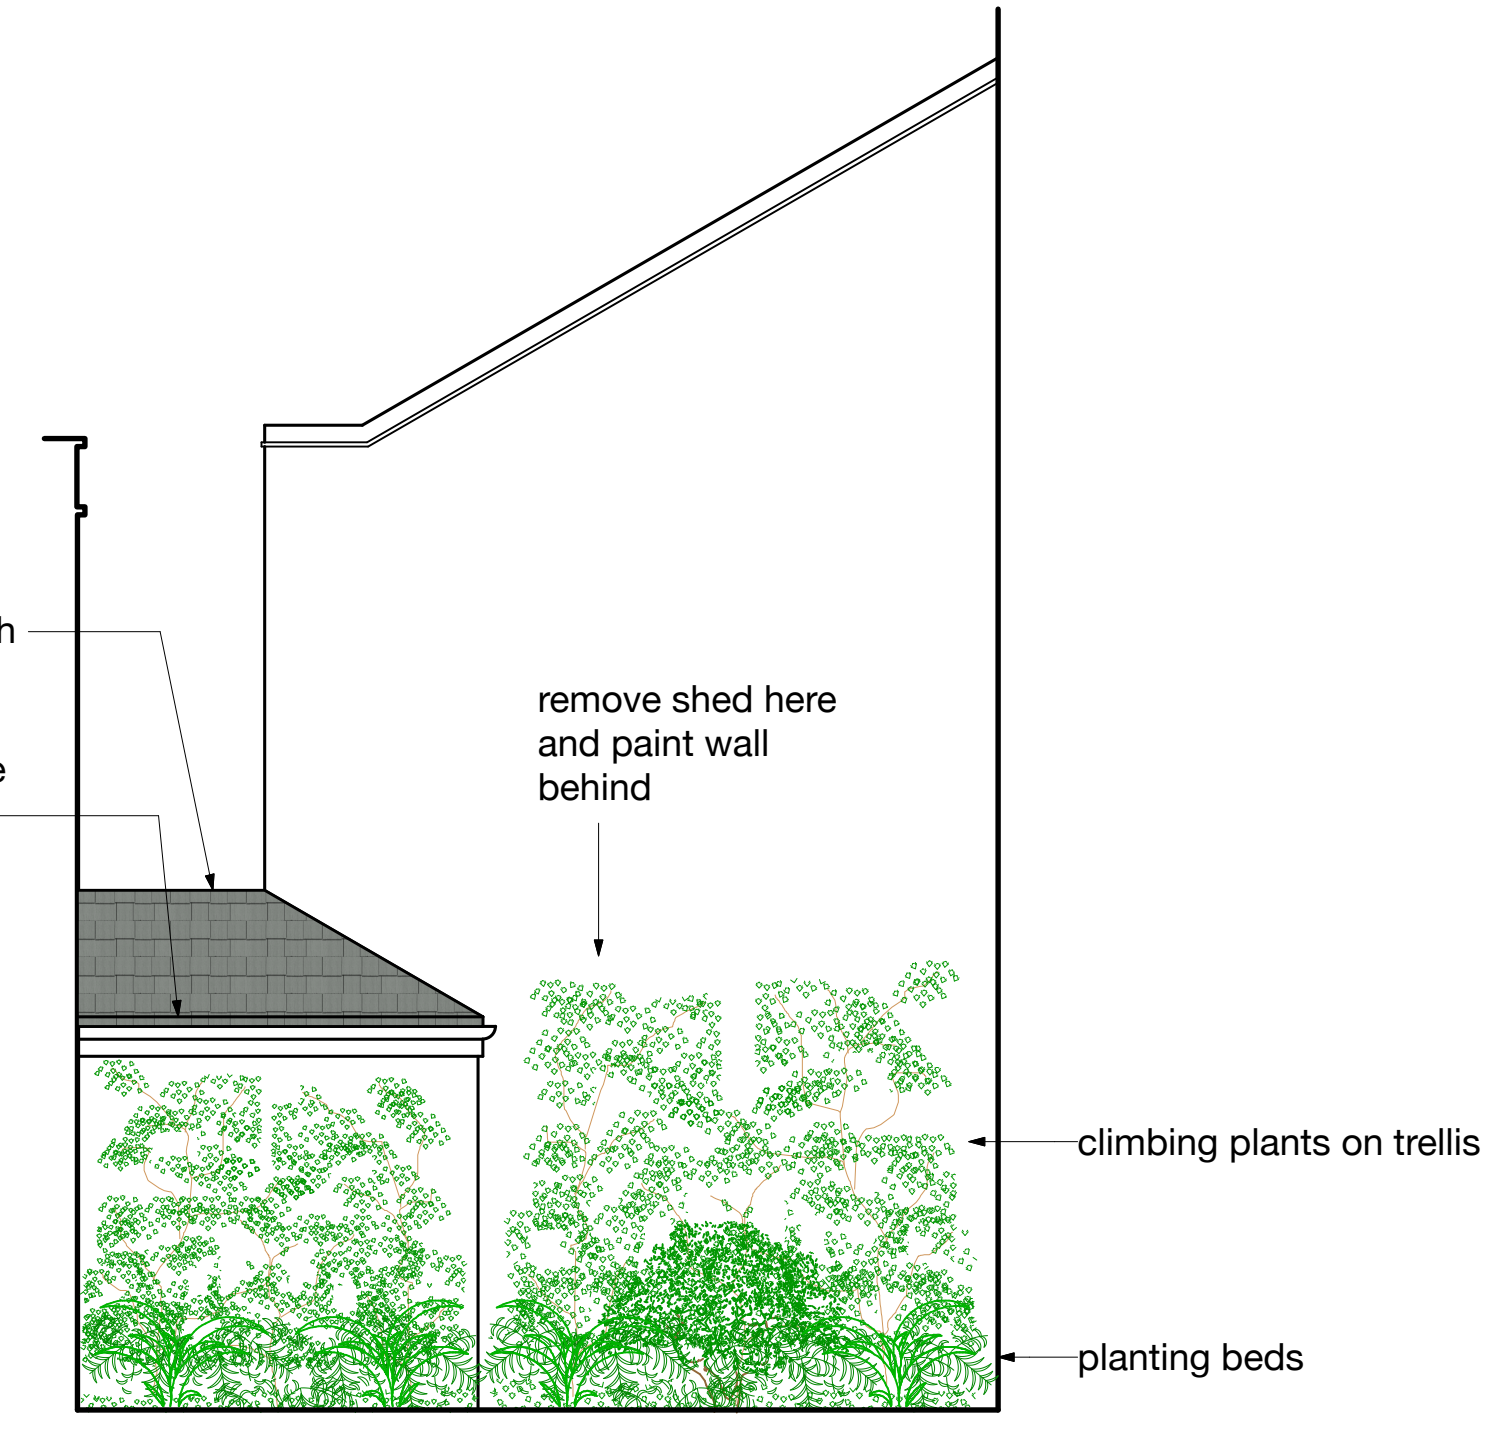 remove shed here
and paint wall
behind
climbing plants on trellis
planting beds